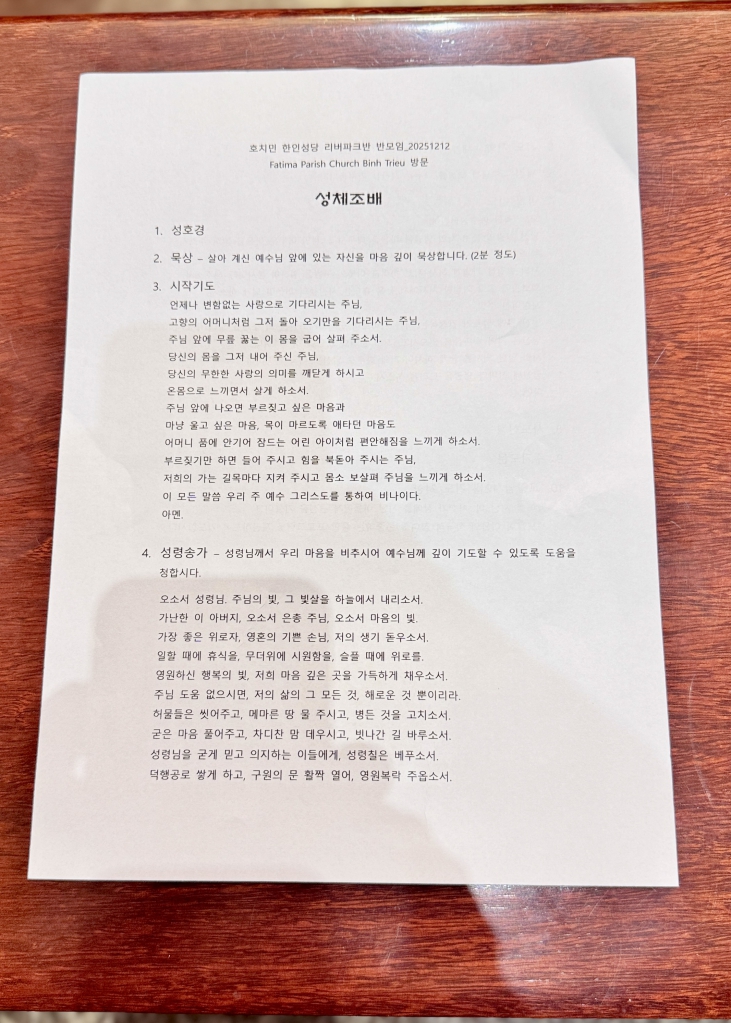 호치민 한인성당 리버파크반 반모임_20251212
Fatima Parish Church Binh Trieu 방문
성체조배
1. 성호경
2. 묵상 – 살아 계신 예수님 앞에 있는 자신을 마음 깊이 묵상합니다. (2분 정도)
3. 시작기도
언제나 변함없는 사랑으로 기다리시는 주님,
고향의 어머니처럼 그저 돌아 오기만을 기다리시는 주님,
주님 앞에 무릎 꿇는 이 몸을 굽어 살펴 주소서.
당신의 몸을 그저 내어 주신 주님,
당신의 무한한 사랑의 의미를 깨닫게 하시고
온몸으로 느끼면서 살게 하소서.
주님 앞에 나오면 부르짖고 싶은 마음과
마냥 울고 싶은 마음, 목이 마르도록 애타던 마음도
어머니 품에 안기어 잠드는 어린 아이처럼 편안해짐을 느끼게 하소서.
부르짖기만 하면 들어 주시고 힘을 북돋아 주시는 주님,
저희의 가는 길목마다 지켜 주시고 몸소 보살펴 주님을 느끼게 하소서.
이 모든 말씀 우리 주 예수 그리스도를 통하여 비나이다.
아멘.
4. 성령송가 – 성령님께서 우리 마음을 비추시어 예수님께 깊이 기도할 수 있도록 도움을
청합시다.
오소서 성령님. 주님의 빛, 그 빛살을 하늘에서 내리소서.
가난한 이 아버지, 오소서 은총 주님, 오소서 마음의 빛.
가장 좋은 위로자, 영혼의 기쁜 손님, 저의 생기 돋우소서.
일할 때에 휴식을, 무더위에 시원함을, 슬플 때에 위로를.
영원하신 행복의 빛, 저희 마음 깊은 곳을 가득하게 채우소서.
주님 도움 없으시면, 저의 삶의 그 모든 것, 해로운 것 뿐이리라.
허물들은 씻어주고, 메마른 땅 물 주시고, 병든 것을 고치소서.
굳은 마음 풀어주고, 차디찬 맘 데우시고, 빗나간 길 바루소서.
성령님을 굳게 믿고 의지하는 이들에게, 성령칠은 베푸소서.
덕행공로 쌓게 하고, 구원의 문 활짝 열어, 영원복락 주옵소서.